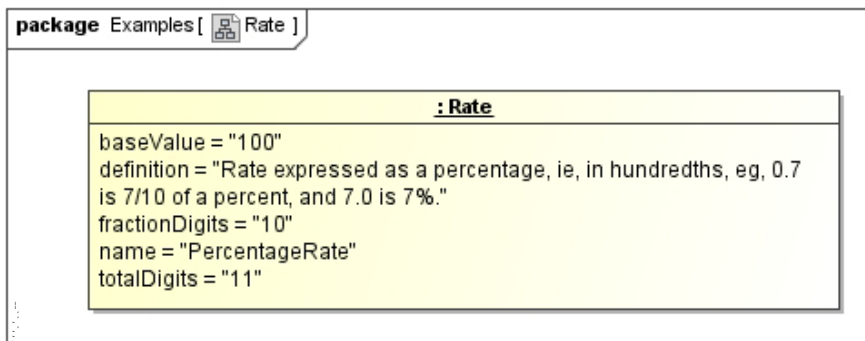 package Examples [ Rate ]
: Rate
baseValue = "100"
definition = "Rate expressed as a percentage, ie, in hundredths, eg, 0.7
is 7/10 of a percent, and 7.0 is 7%."
fractionDigits = "10"
name = "PercentageRate"
totalDigits = "11"